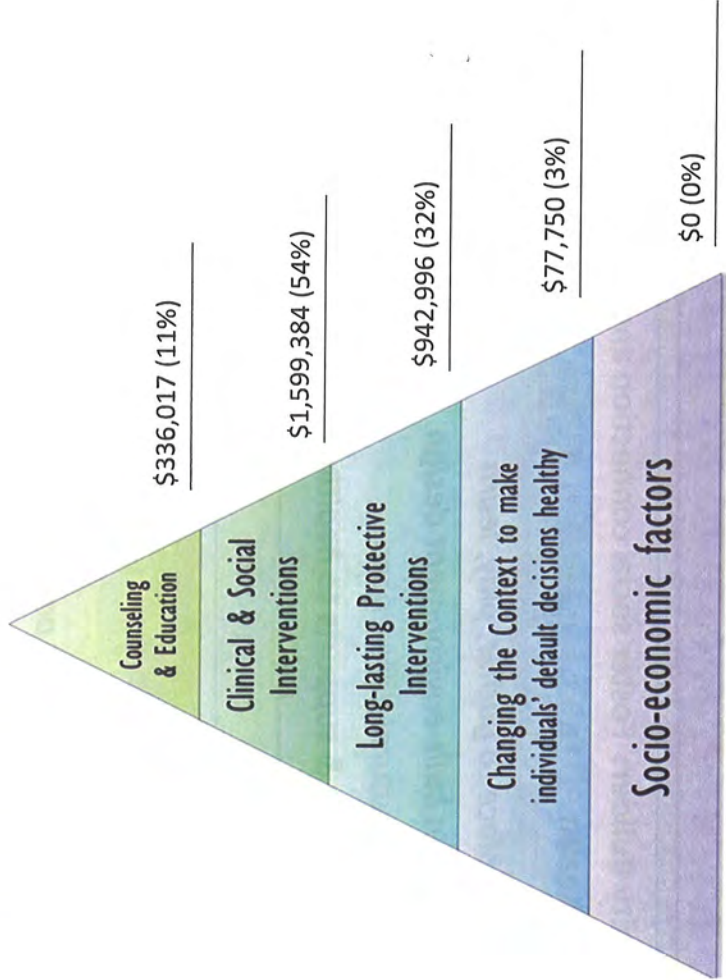 Counseling
& Education
$336,017 (11%)
Clinical & Social
Interventions
$1,599,384 (54%)
Long-lasting Protective
Interventions
$942,996 (32%)
Changing the Context to make
individuals' default decisions healthy
$77,750 (3%)
Socio-economic factors
$0 (0%)